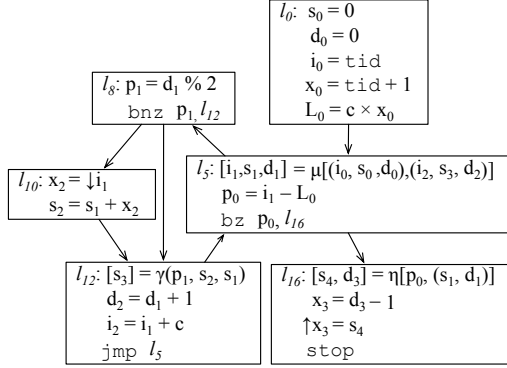 l₀: s₀ = 0
d₀ = 0
i₀ = tid
x₀ = tid + 1
L₀ = c × x₀
l₈: p₁ = d₁ % 2
bnz p₁, l₁₂
l₅: [i₁,s₁,d₁] = μ[(i₀, s₀,d₀),(i₂, s₃, d₂)]
p₀ = i₁ − L₀
bz p₀, l₁₆
l₁₀: x₂ = ↓i₁
s₂ = s₁ + x₂
l₁₂: [s₃] = γ(p₁, s₂, s₁)
d₂ = d₁ + 1
i₂ = i₁ + c
jmp l₅
l₁₆: [s₄, d₃] = η[p₀, (s₁, d₁)]
x₃ = d₃ − 1
↑x₃ = s₄
stop